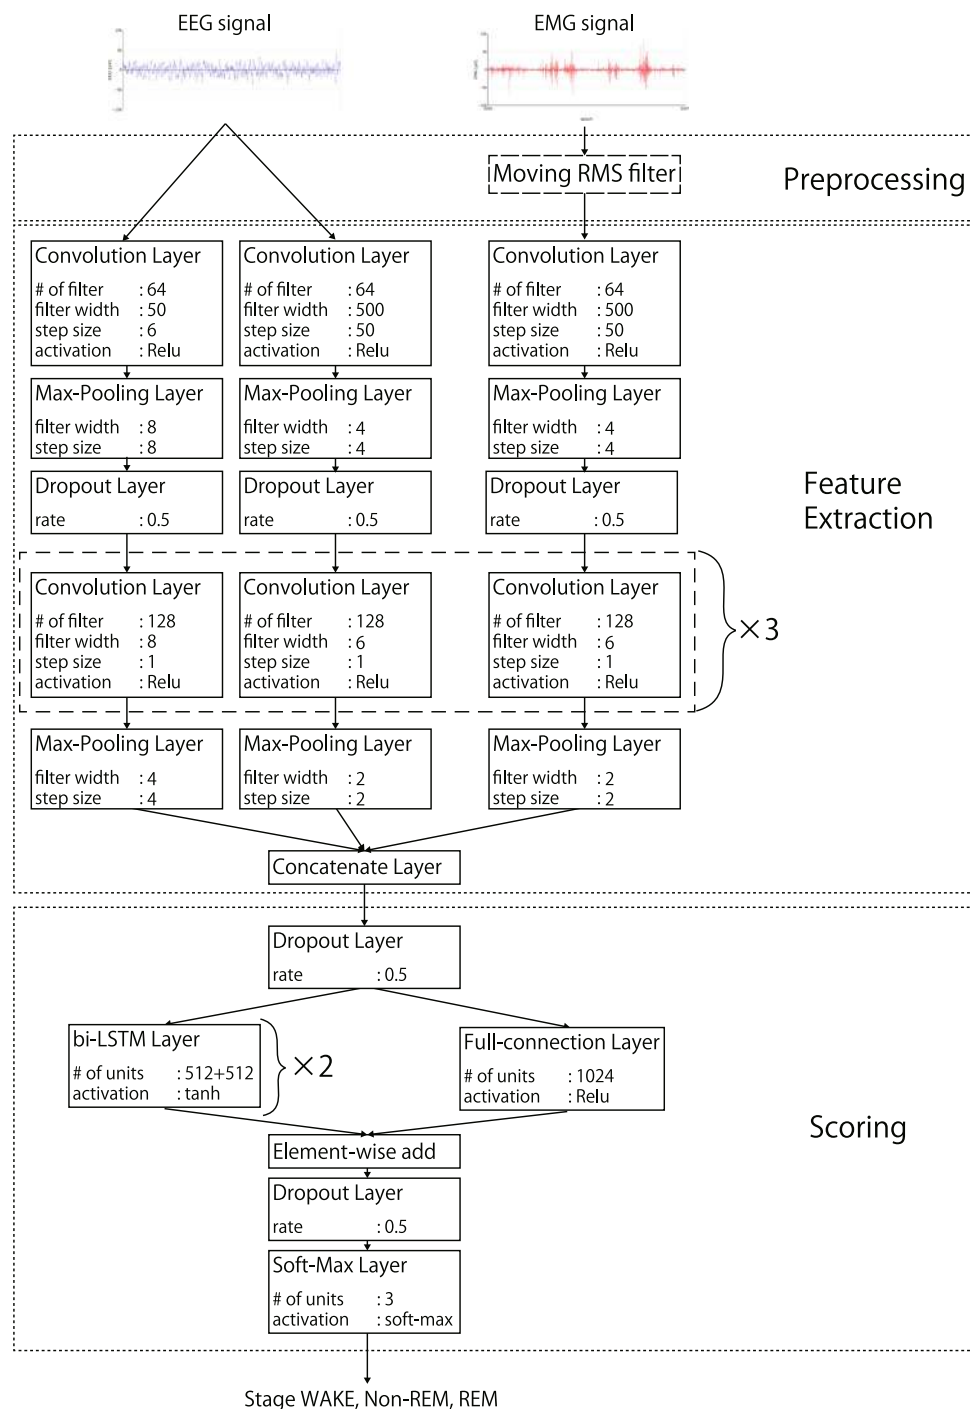 EEG signal
EMG signal
Moving RMS filter
Preprocessing
Convolution Layer
# of filter : 64
filter width : 50
step size : 6
activation : Relu
Convolution Layer
# of filter : 64
filter width : 500
step size : 50
activation : Relu
Convolution Layer
# of filter : 64
filter width : 500
step size : 50
activation : Relu
Max-Pooling Layer
filter width : 8
step size : 8
Max-Pooling Layer
filter width : 4
step size : 4
Max-Pooling Layer
filter width : 4
step size : 4
Dropout Layer
rate : 0.5
Dropout Layer
rate : 0.5
Dropout Layer
rate : 0.5
Feature
Extraction
Convolution Layer
# of filter : 128
filter width : 8
step size : 1
activation : Relu
Convolution Layer
# of filter : 128
filter width : 6
step size : 1
activation : Relu
Convolution Layer
# of filter : 128
filter width : 6
step size : 1
activation : Relu
×3
Max-Pooling Layer
filter width : 4
step size : 4
Max-Pooling Layer
filter width : 2
step size : 2
Max-Pooling Layer
filter width : 2
step size : 2
Concatenate Layer
Dropout Layer
rate : 0.5
bi-LSTM Layer
# of units : 512+512
activation : tanh
×2
Full-connection Layer
# of units : 1024
activation : Relu
Scoring
Element-wise add
Dropout Layer
rate : 0.5
Soft-Max Layer
# of units : 3
activation : soft-max
Stage WAKE, Non-REM, REM